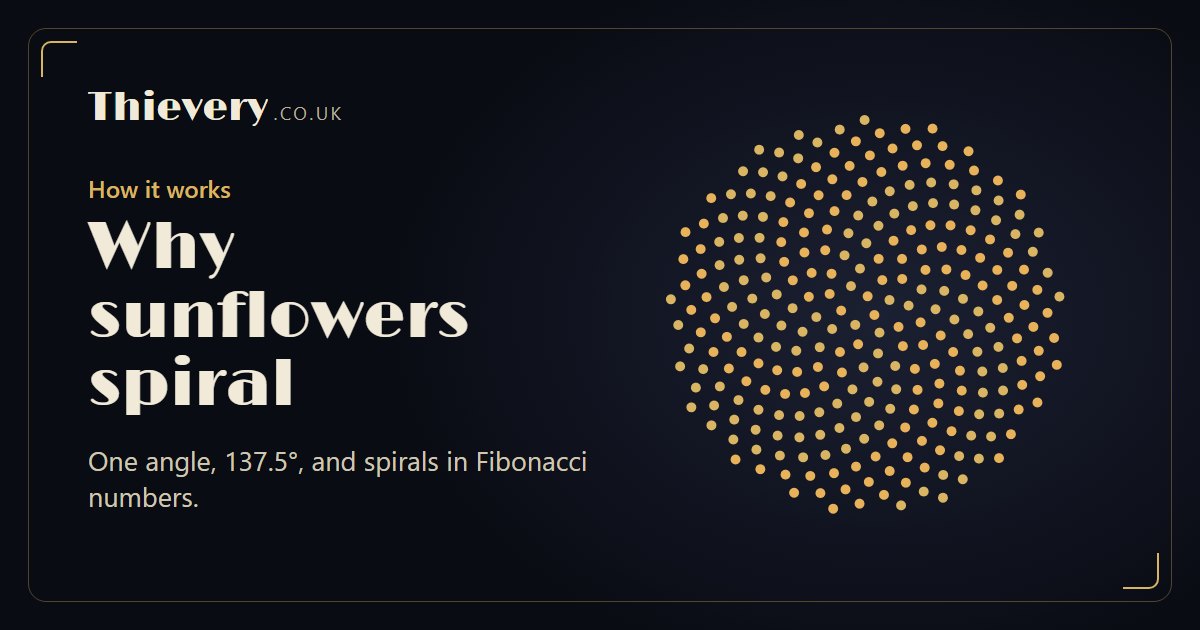 Thievery.CO.UK
How it works
Why
sunflowers
spiral
One angle, 137.5°, and spirals in Fibonacci
numbers.